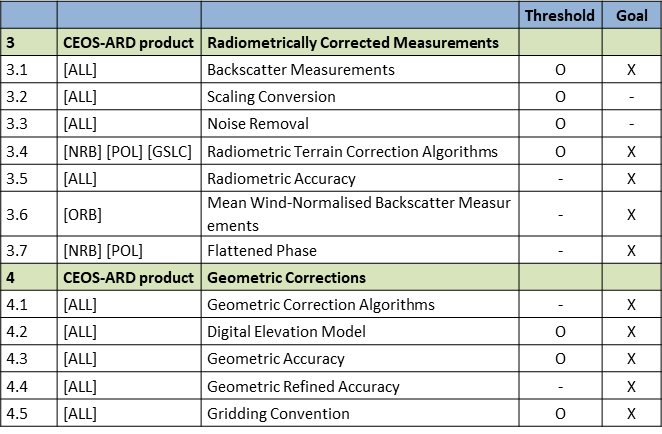 Threshold Goal
3 CEOS-ARD product Radiometrically Corrected Measurements
3.1 [ALL] Backscatter Measurements O X
3.2 [ALL] Scaling Conversion O -
3.3 [ALL] Noise Removal O -
3.4 [NRB] [POL] [GSLC] Radiometric Terrain Correction Algorithms O X
3.5 [ALL] Radiometric Accuracy - X
3.6 [ORB] Mean Wind-Normalised Backscatter Measur
ements - X
3.7 [NRB] [POL] Flattened Phase - X
4 CEOS-ARD product Geometric Corrections
4.1 [ALL] Geometric Correction Algorithms - X
4.2 [ALL] Digital Elevation Model O X
4.3 [ALL] Geometric Accuracy O X
4.4 [ALL] Geometric Refined Accuracy - X
4.5 [ALL] Gridding Convention O X